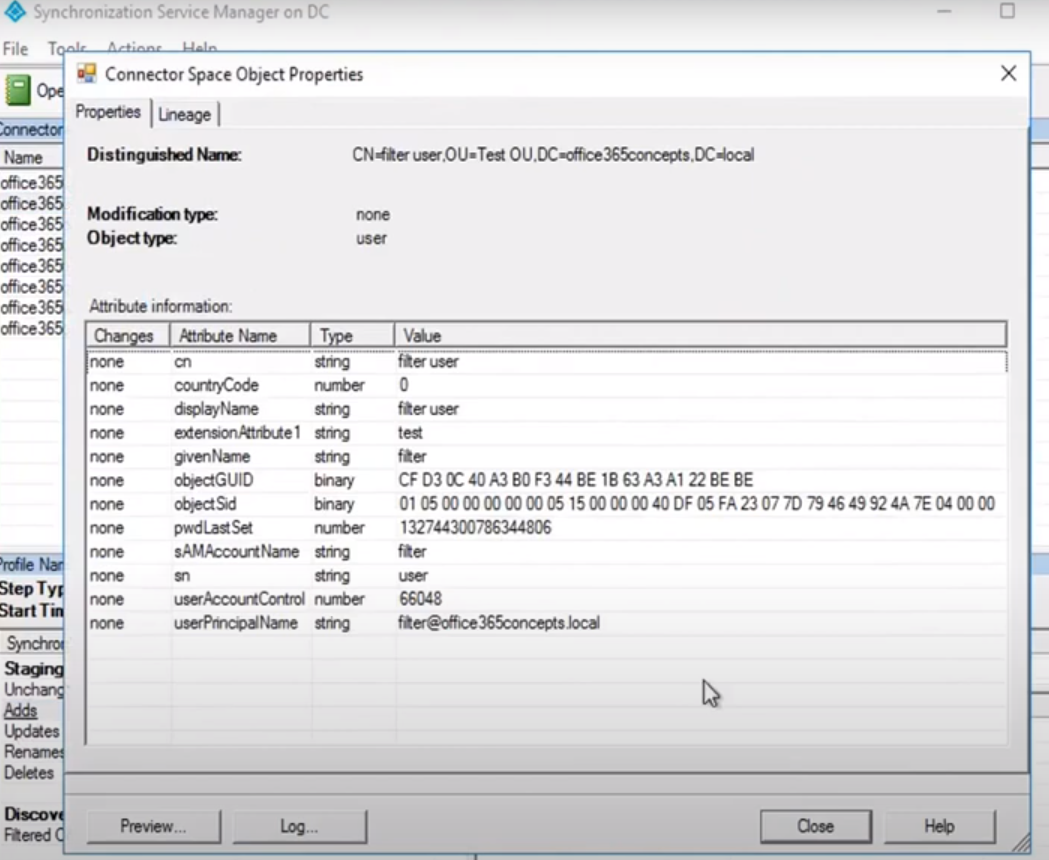 Synchronization Service Manager on DC
File Tools Actions Help
Connector Space Object Properties
Ope
Properties Lineage
Connector
Distinguished Name: CN=filter user,OU=Test OU,DC=office365concepts,DC=local
Name
office365
office365
Modification type: none
office365
Object type: user
office365
office365
office365
Attribute information:
office365
office365
Changes Attribute Name Type Value
none cn string filter user
none countryCode number 0
none displayName string filter user
none extensionAttribute1 string test
none givenName string filter
none objectGUID binary CF D3 0C 40 A3 B0 F3 44 BE 1B 63 A3 A1 22 BE BE
none objectSid binary 01 05 00 00 00 00 00 05 15 00 00 00 40 DF 05 FA 23 07 7D 79 46 49 92 4A 7E 04 00 00
none pwdLastSet number 132744300786344806
none sAMAccountName string filter
Profile Nam
none sn string user
Step Typ
none userAccountControl number 66048
Start Tim
none userPrincipalName string filter@office365concepts.local
Synchro
Staging
Unchang
Adds
Updates
Renames
Deletes
Discove
Filtered C
Preview... Log... Close Help